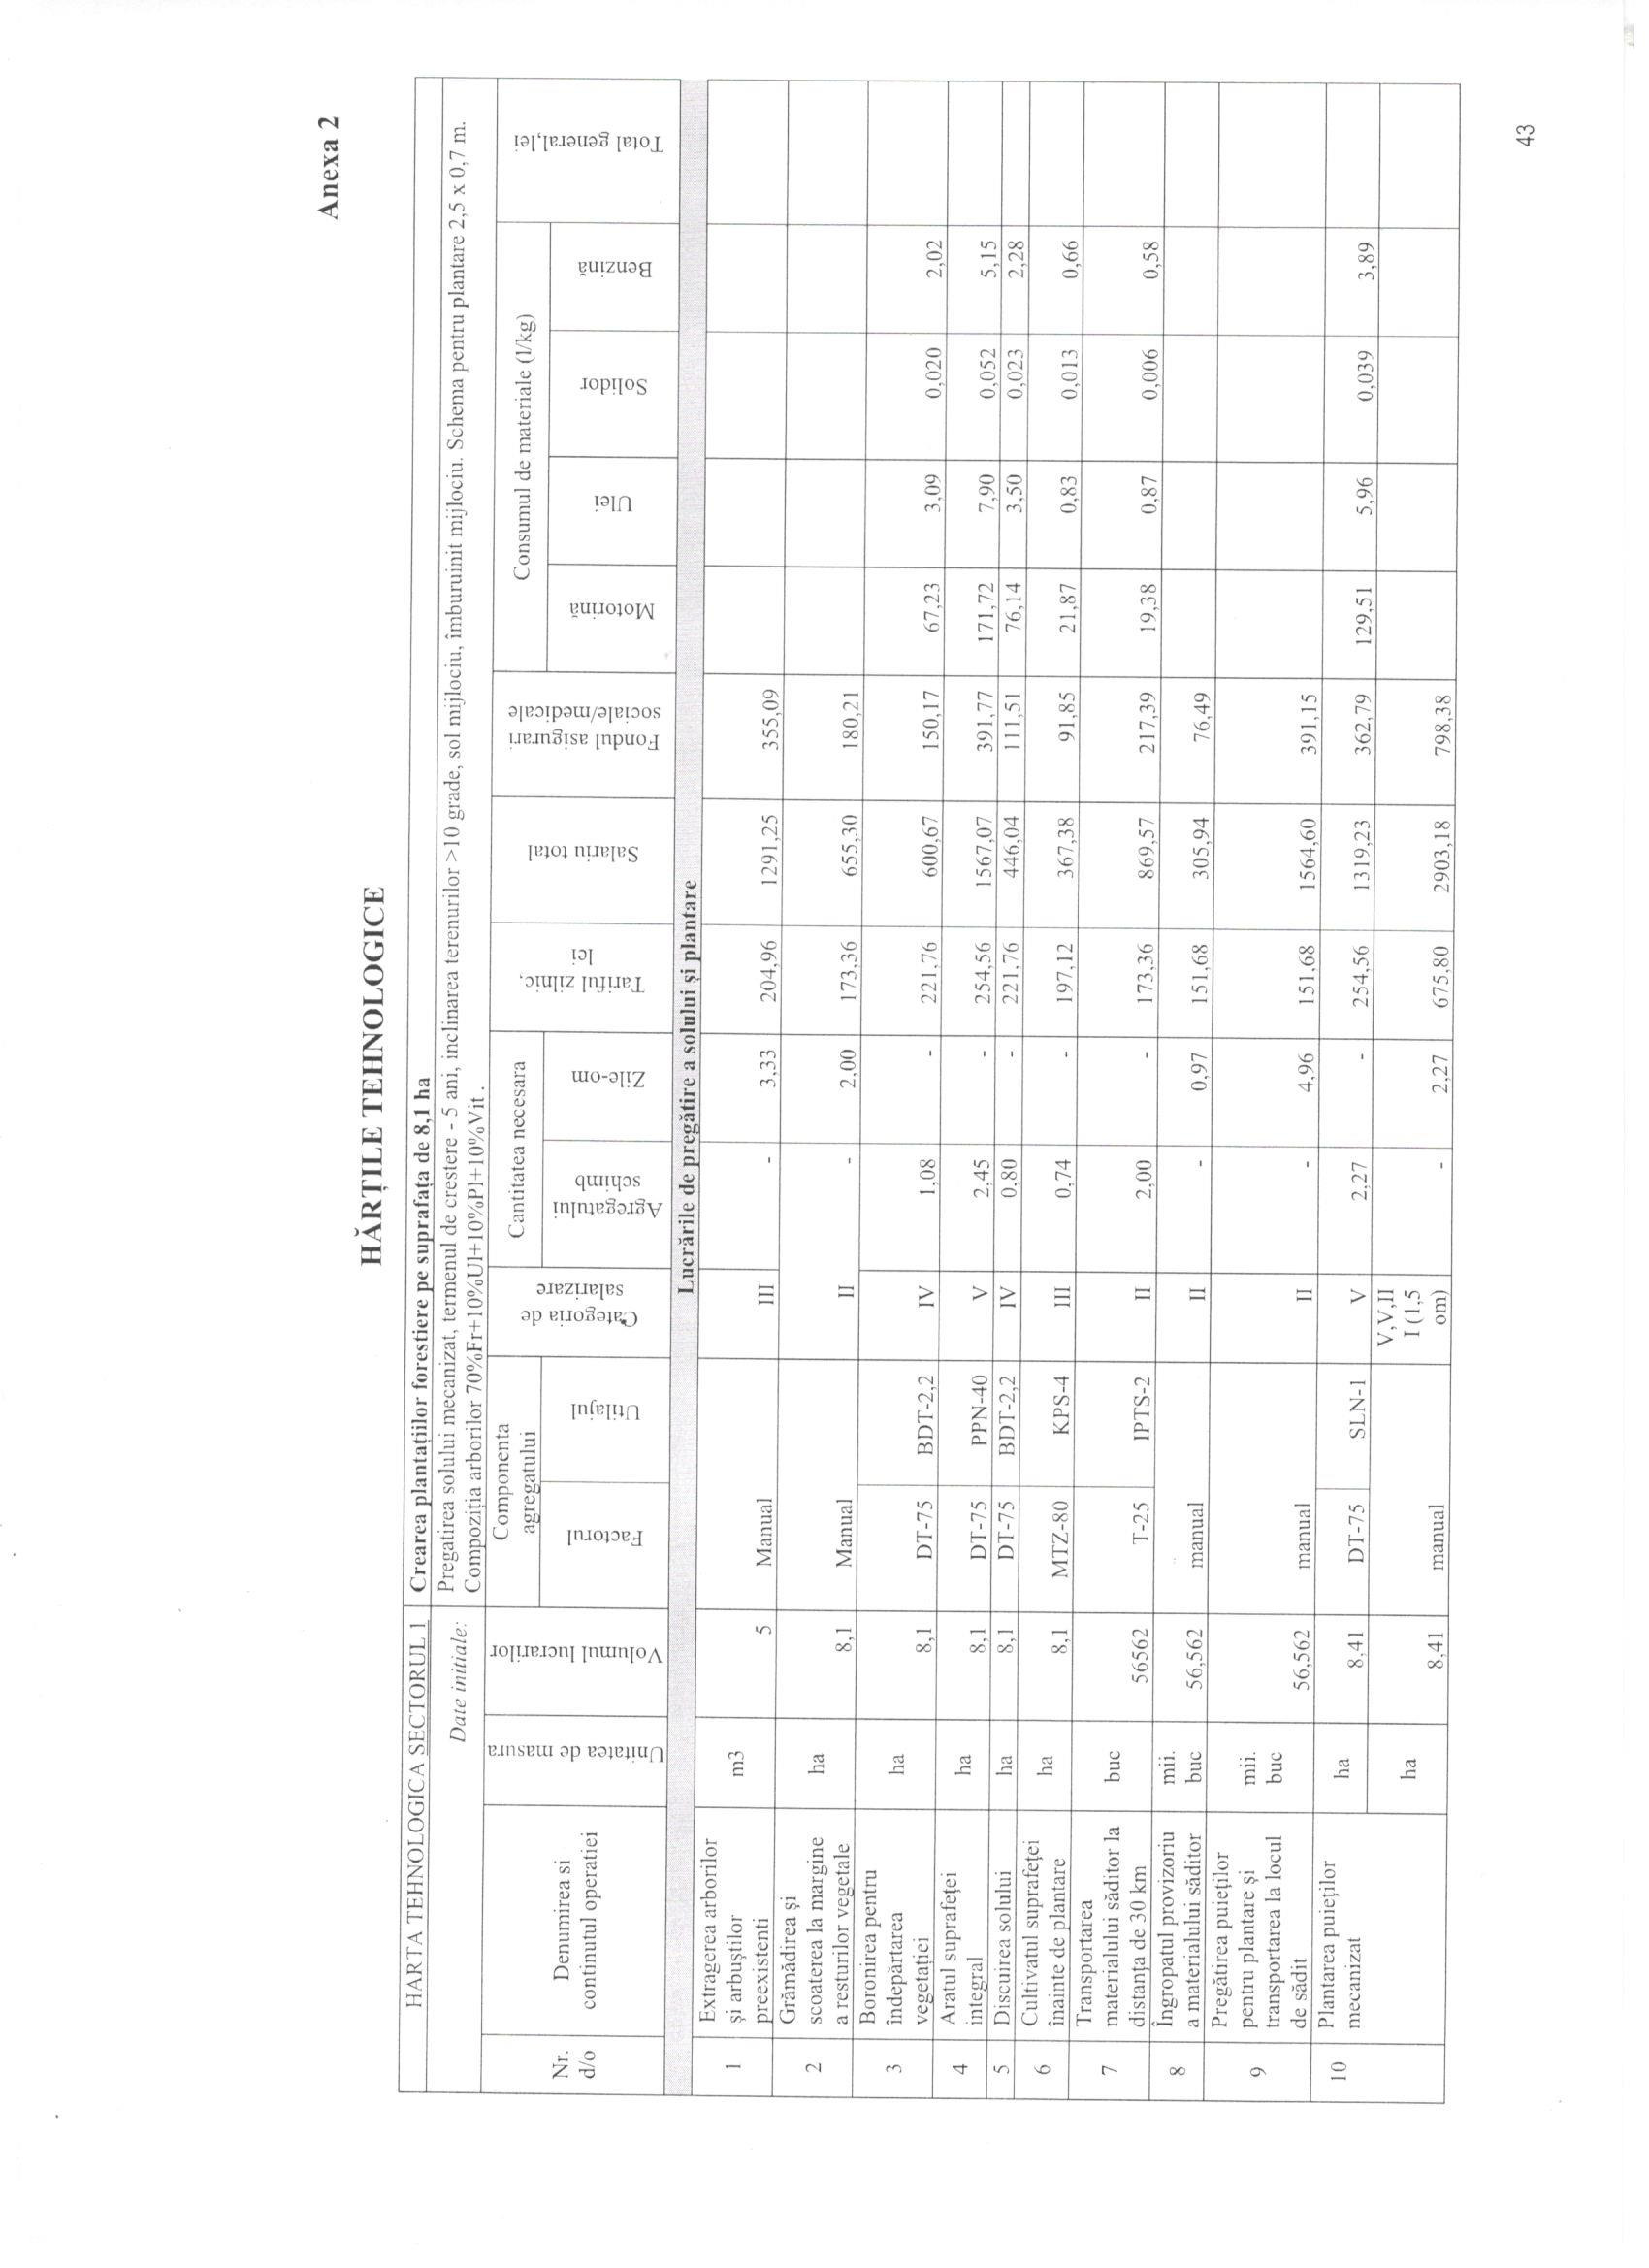 Anexa 2
HĂRȚILE TEHNOLOGICE
HARTA TEHNOLOGICA SECTORUL 1 Crearea plantațiilor forestiere pe suprafața de 8,1 ha
Date initiale: Pregatirea solului mecanizat, termenul de crestere - 5 ani, inclinarea terenurilor >10 grade, sol mijlociu, îmburuinit mijlociu. Schema pentru plantare 2,5 x 0,7 m.
Compoziția arborilor 70%Fr+10%Ul+10%Pl+10%Vit .
Nr. d/o
Denumirea si continutul operatiei
Unitatea de masura
Volumul lucrarilor
Componenta agregatului
Factorul
Utilajul
Categoria de salarizare
Cantitatea necesara
Agregatului schimb
Zile-om
Tariful zilnic, lei
Salariu total
Fondul asigurari sociale/medicale
Consumul de materiale (l/kg)
Motorină
Ulei
Solidor
Benzină
Total general,lei
Lucrările de pregătire a solului și plantare
1 Extragerea arborilor și arbuștilor preexistenti m3 5 Manual III - 3,33 204,96 1291,25 355,09
2 Grămădirea și scoaterea la margine a resturilor vegetale ha 8,1 Manual II - 2,00 173,36 655,30 180,21
3 Boronirea pentru îndepărtarea vegetației ha 8,1 DT-75 BDT-2,2 IV 1,08 - 221,76 600,67 150,17 67,23 3,09 0,020 2,02
4 Aratul suprafeței integral ha 8,1 DT-75 PPN-40 V 2,45 - 254,56 1567,07 391,77 171,72 7,90 0,052 5,15
5 Discuirea solului ha 8,1 DT-75 BDT-2,2 IV 0,80 - 221,76 446,04 111,51 76,14 3,50 0,023 2,28
6 Cultivatul suprafeței înainte de plantare ha 8,1 MTZ-80 KPS-4 III 0,74 - 197,12 367,38 91,85 21,87 0,83 0,013 0,66
7 Transportarea materialului săditor la distanța de 30 km buc 56562 T-25 IPTS-2 II 2,00 - 173,36 869,57 217,39 19,38 0,87 0,006 0,58
8 Îngropatul provizoriu a materialului săditor mii. buc 56,562 manual II - 0,97 151,68 305,94 76,49
9 Pregătirea puieților pentru plantare și transportarea la locul de sădit mii. buc 56,562 manual II - 4,96 151,68 1564,60 391,15
10 Plantarea puieților mecanizat ha 8,41 DT-75 SLN-1 V 2,27 - 254,56 1319,23 362,79 129,51 5,96 0,039 3,89
ha 8,41 manual V,V,II I (1,5 om) - 2,27 675,80 2903,18 798,38
43